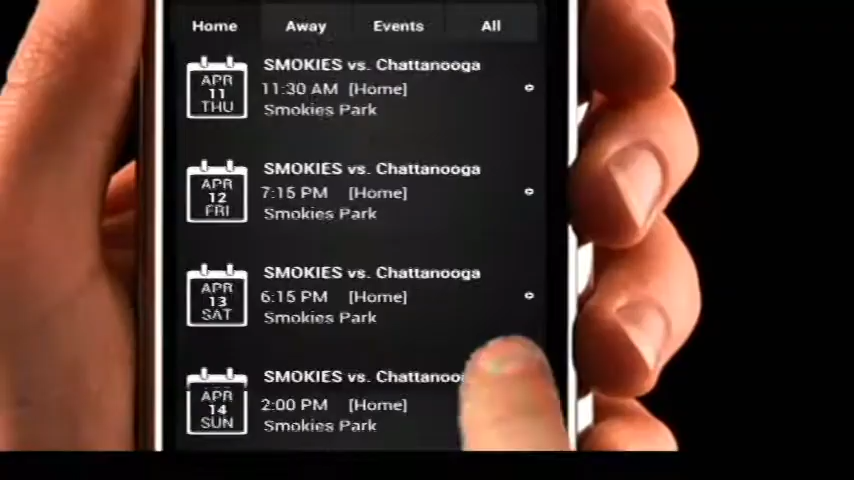 Home Away Events All
SMOKIES vs. Chattanooga
APR
11
THU
11:30 AM [Home]
Smokies Park
SMOKIES vs. Chattanooga
APR
12
FRI
7:15 PM [Home]
Smokies Park
SMOKIES vs. Chattanooga
APR
13
SAT
6:15 PM [Home]
Smokies Park
SMOKIES vs. Chattanoo
APR
14
SUN
2:00 PM [Home]
Smokies Park